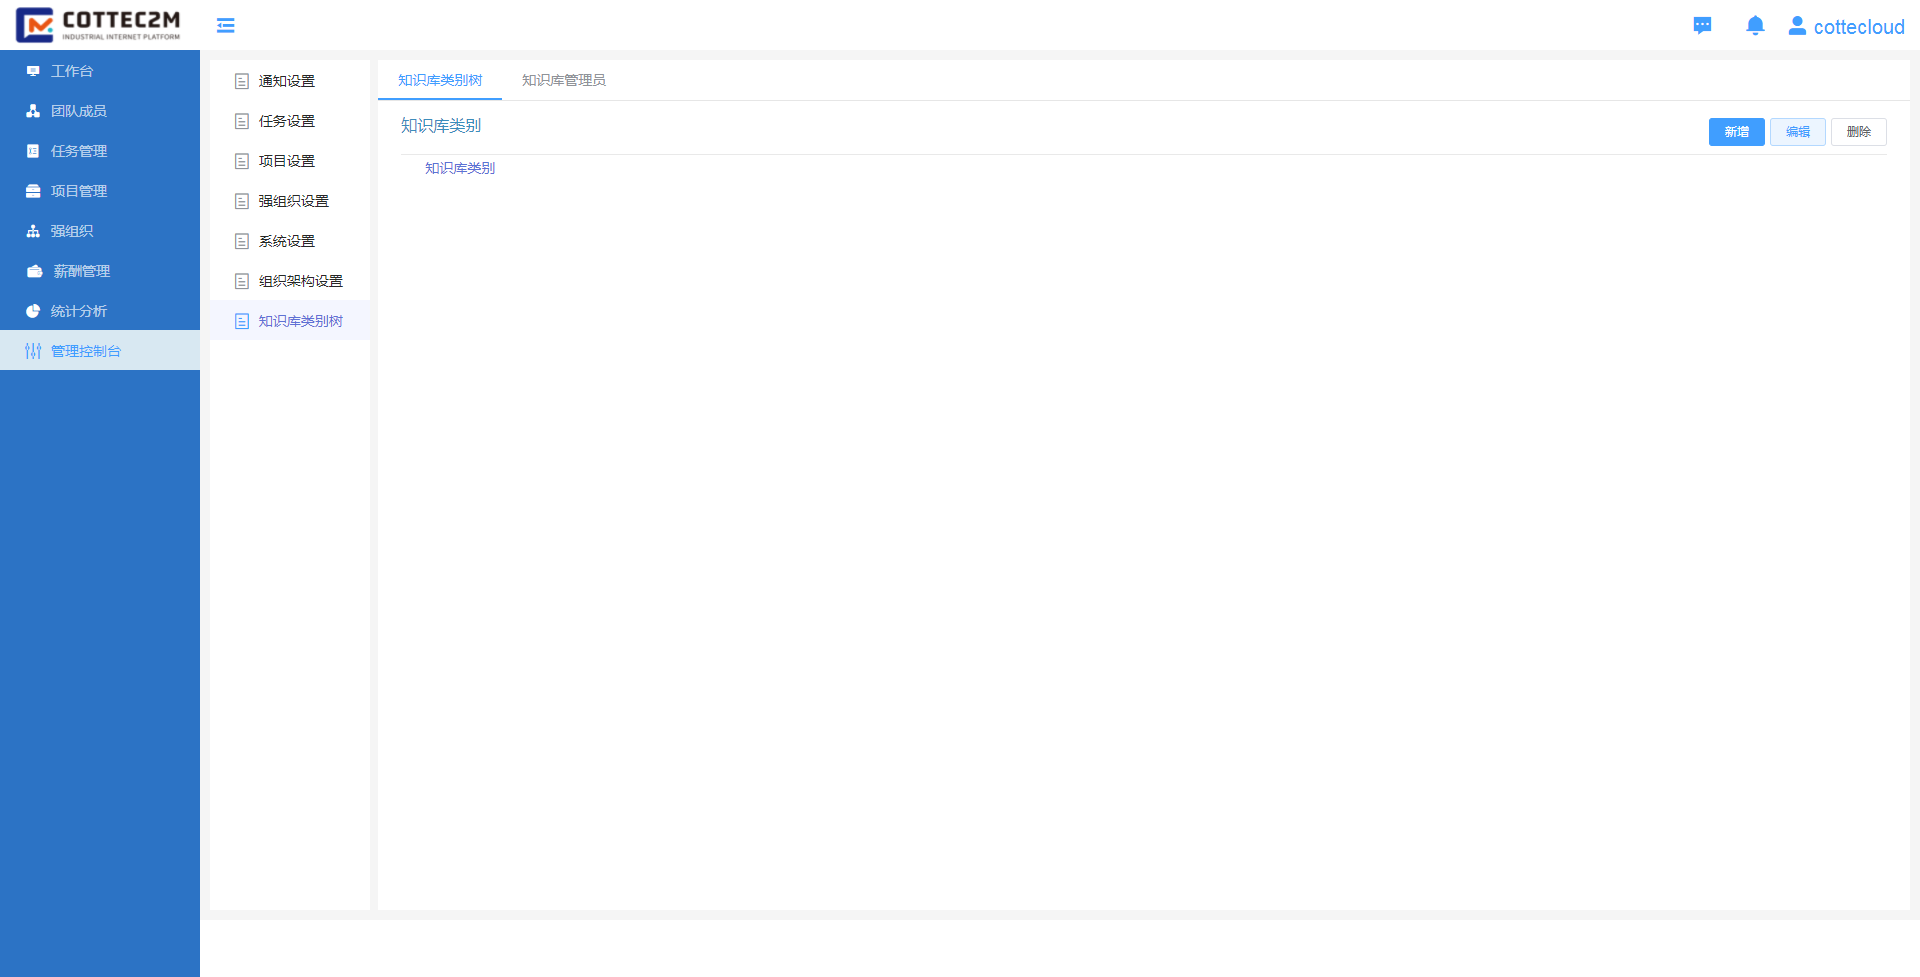 COTTEC2M
INDUSTRIAL INTERNET PLATFORM
cottecloud
工作台
团队成员
任务管理
项目管理
强组织
薪酬管理
统计分析
管理控制台
通知设置
任务设置
项目设置
强组织设置
系统设置
组织架构设置
知识库类别树
知识库类别树 知识库管理员
知识库类别
新增 编辑 删除
知识库类别